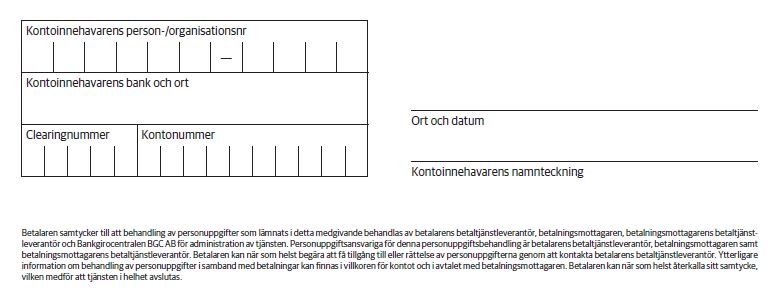 Kontoinnehavarens person-/organisationsnr
—
Kontoinnehavarens bank och ort
Clearingnummer Kontonummer
Ort och datum
Kontoinnehavarens namnteckning
Betalaren samtycker till att behandling av personuppgifter som lämnats i detta medgivande behandlas av betalarens betaltjänstleverantör, betalningsmottagaren, betalningsmottagarens betaltjänst-
leverantör och Bankgirocentralen BGC AB för administration av tjänsten. Personuppgiftsansvariga för denna personuppgiftsbehandling är betalarens betaltjänstleverantör, betalningsmottagaren samt
betalningsmottagarens betaltjänstleverantör. Betalaren kan när som helst begära att få tillgång till eller rättelse av personuppgifterna genom att kontakta betalarens betaltjänstleverantör. Ytterligare
information om behandling av personuppgifter i samband med betalningar kan finnas i villkoren för kontot och i avtalet med betalningsmottagaren. Betalaren kan när som helst återkalla sitt samtycke,
vilken medför att tjänsten i helhet avslutas.